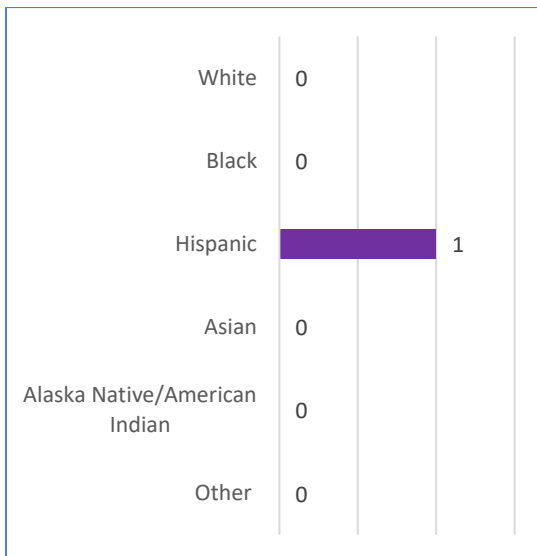 White 0
Black 0
Hispanic 1
Asian 0
Alaska Native/American
Indian 0
Other 0